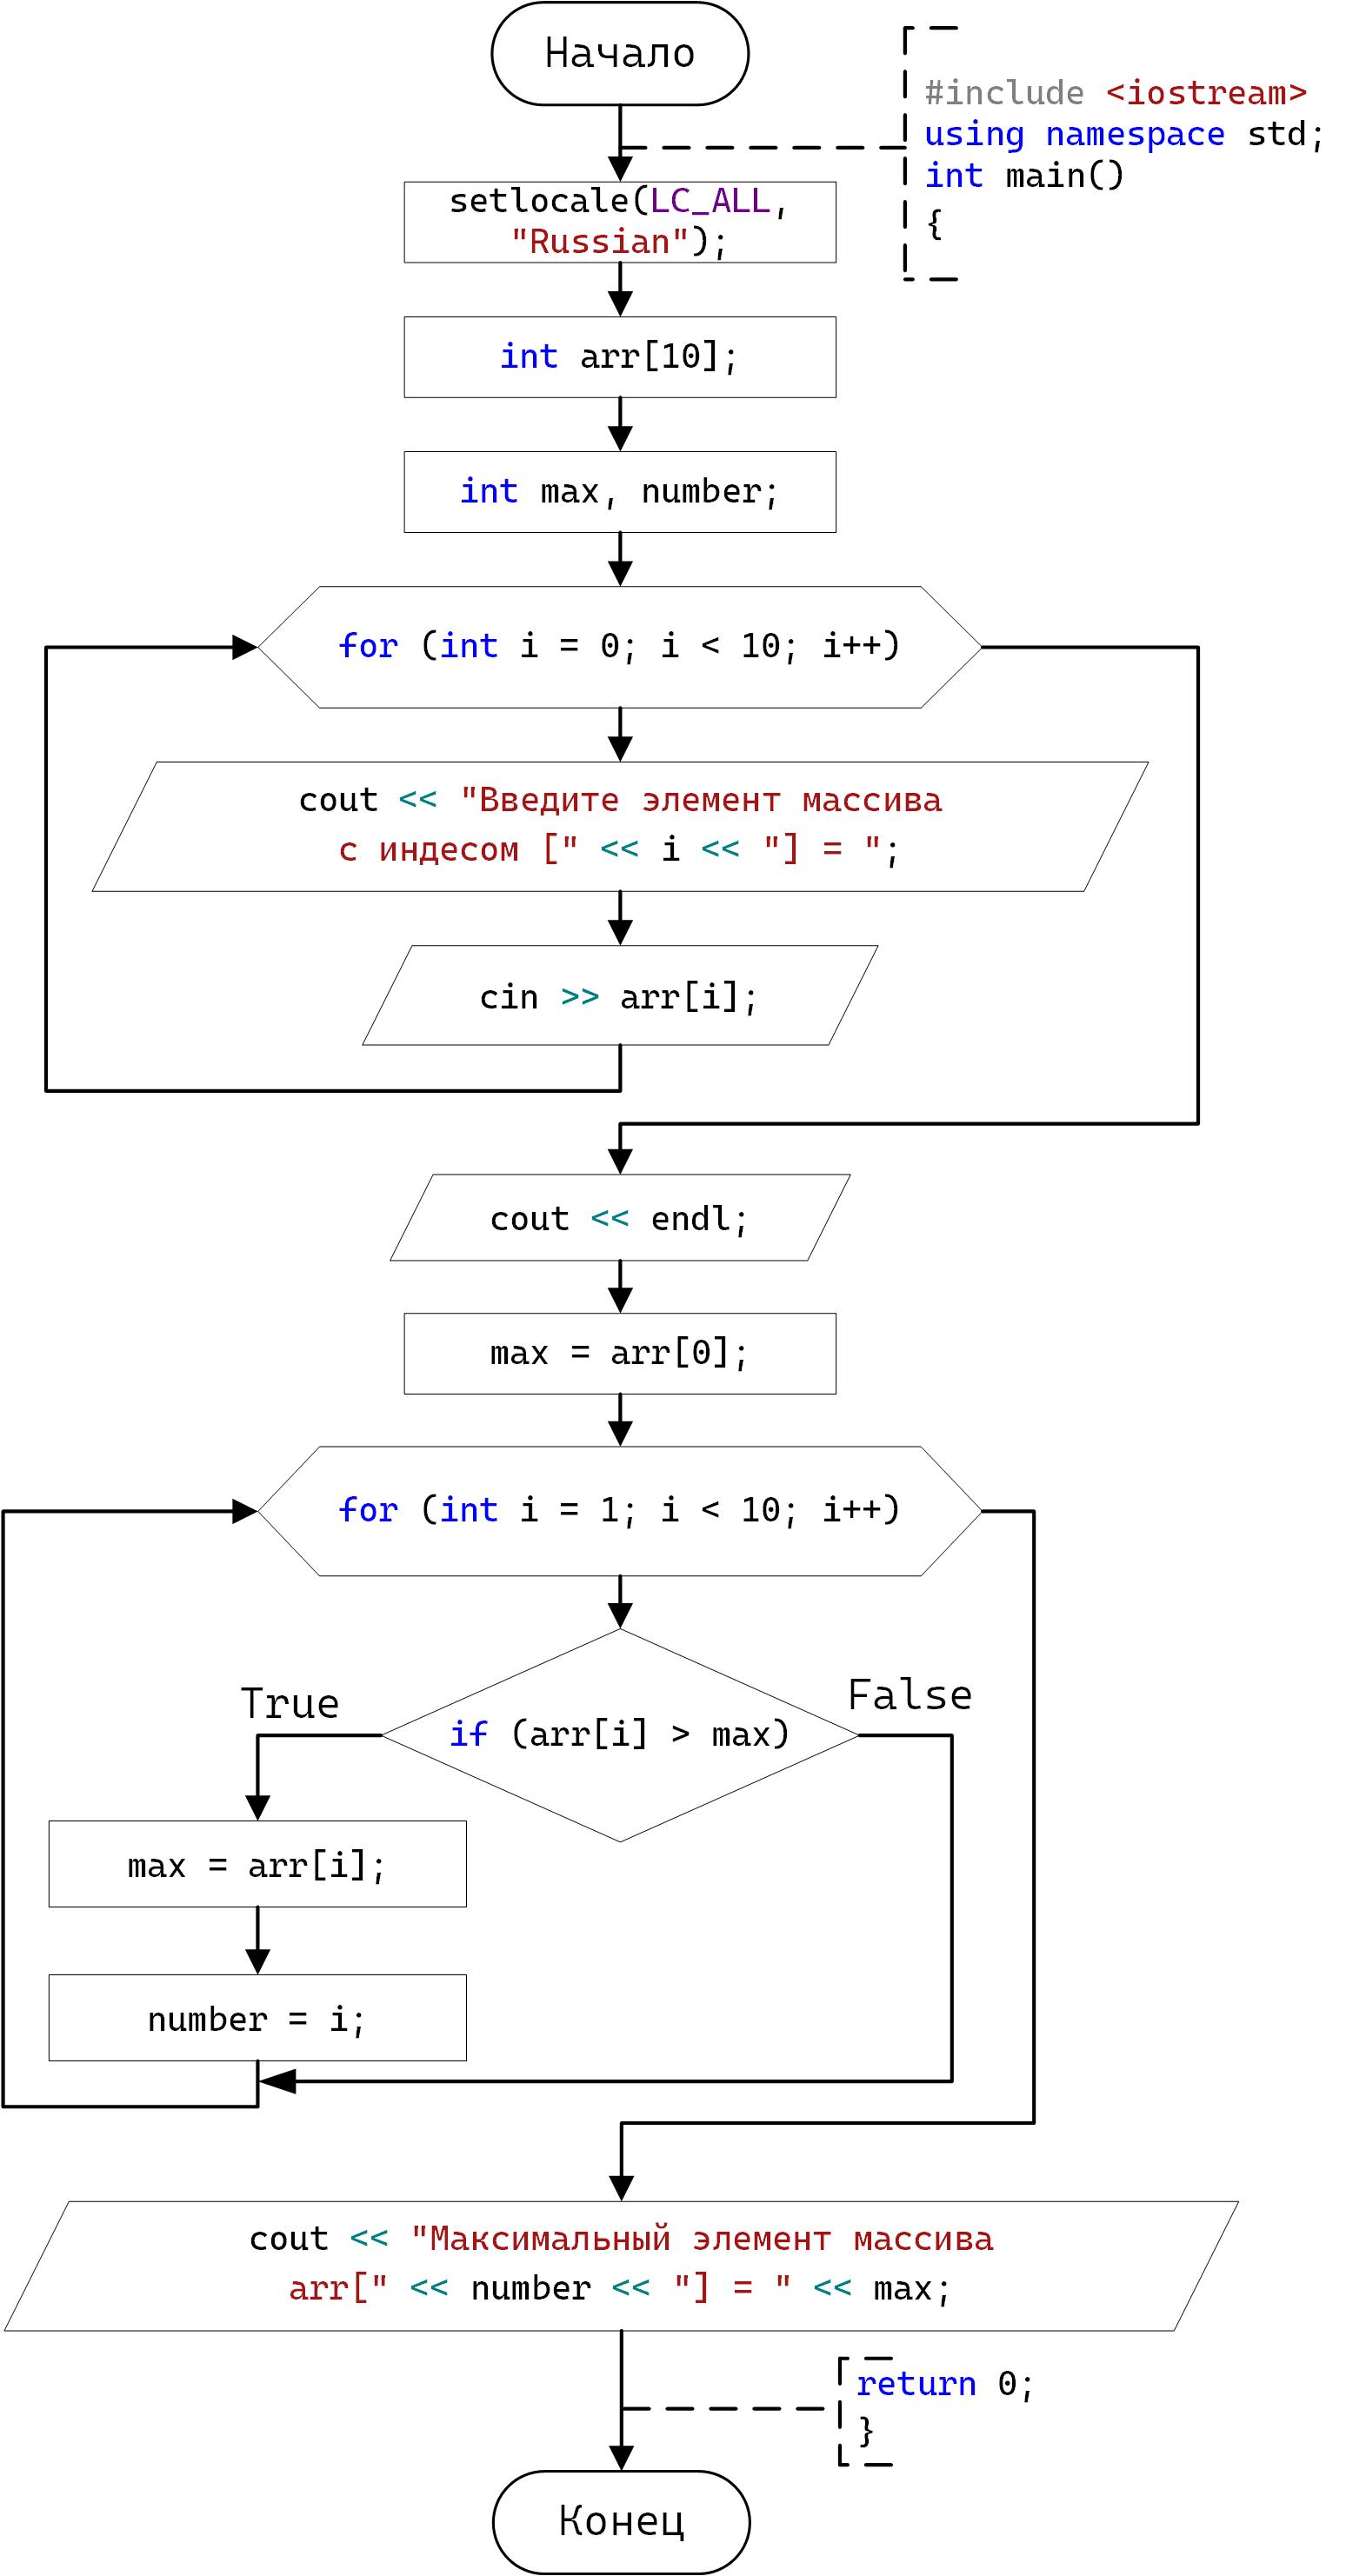 Начало
#include <iostream>
using namespace std;
int main()
{
setlocale(LC_ALL,
"Russian");
int arr[10];
int max, number;
for (int i = 0; i < 10; i++)
cout << "Введите элемент массива
с индесом [" << i << "] = ";
cin >> arr[i];
cout << endl;
max = arr[0];
for (int i = 1; i < 10; i++)
True
False
if (arr[i] > max)
max = arr[i];
number = i;
cout << "Максимальный элемент массива
arr[" << number << "] = " << max;
return 0;
}
Конец